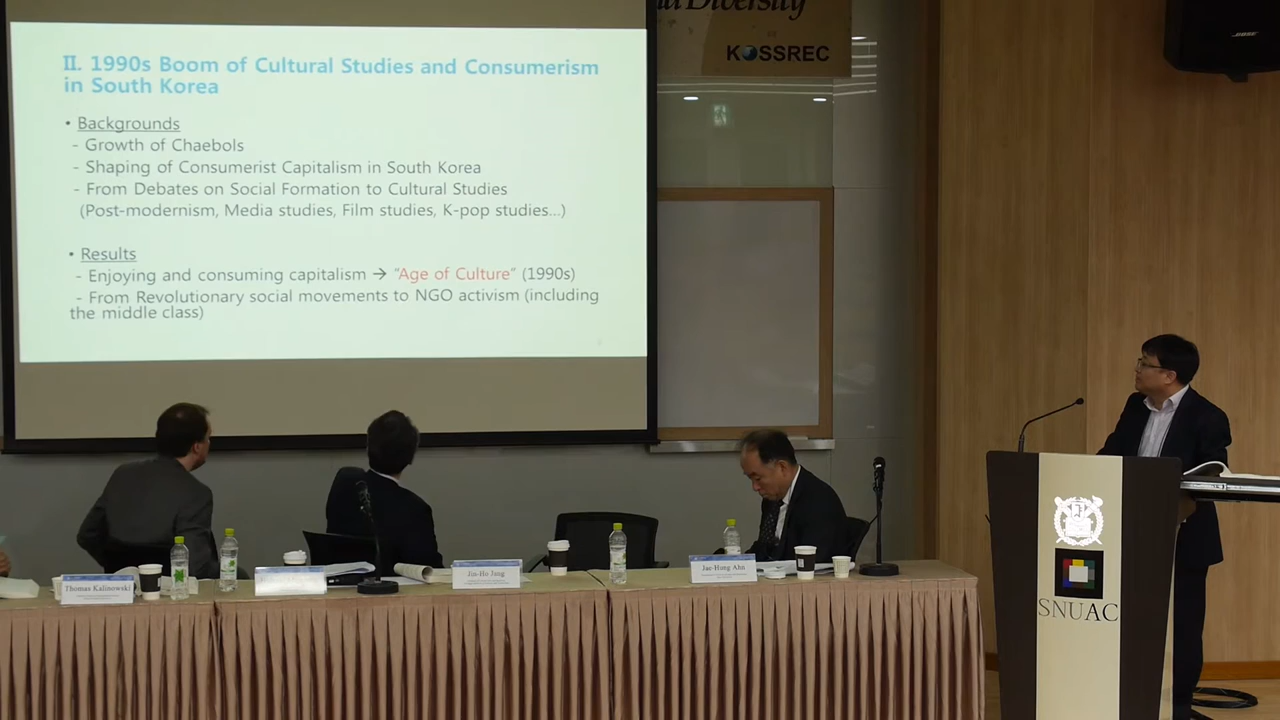 nd Diversity
KOSSREC
BOSE
II. 1990s Boom of Cultural Studies and Consumerism
in South Korea
• Backgrounds
- Growth of Chaebols
- Shaping of Consumerist Capitalism in South Korea
- From Debates on Social Formation to Cultural Studies
(Post-modernism, Media studies, Film studies, K-pop studies...)
• Results
- Enjoying and consuming capitalism → “Age of Culture” (1990s)
- From Revolutionary social movements to NGO activism (including
the middle class)
Thomas Kalinowski
Jin-Ho Jang
Jae-Hung Ahn
SNUAC